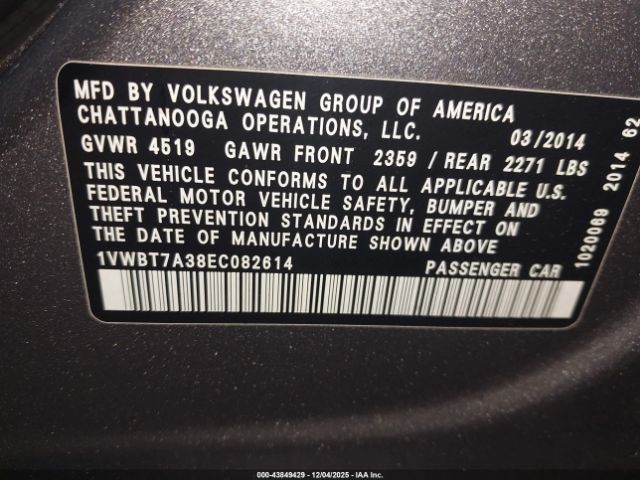 MFD BY VOLKSWAGEN GROUP OF AMERICA
CHATTANOOGA OPERATIONS, LLC.
03/2014
GVWR 4519 GAWR FRONT 2359 / REAR 2271 LBS
THIS VEHICLE CONFORMS TO ALL APPLICABLE U.S.
FEDERAL MOTOR VEHICLE SAFETY, BUMPER AND
THEFT PREVENTION STANDARDS IN EFFECT ON
THE DATE OF MANUFACTURE SHOWN ABOVE
1VWBT7A38EC082614 PASSENGER CAR
1020069 2014 62
000-43849429 - 12/04/2025 - IAA Inc.